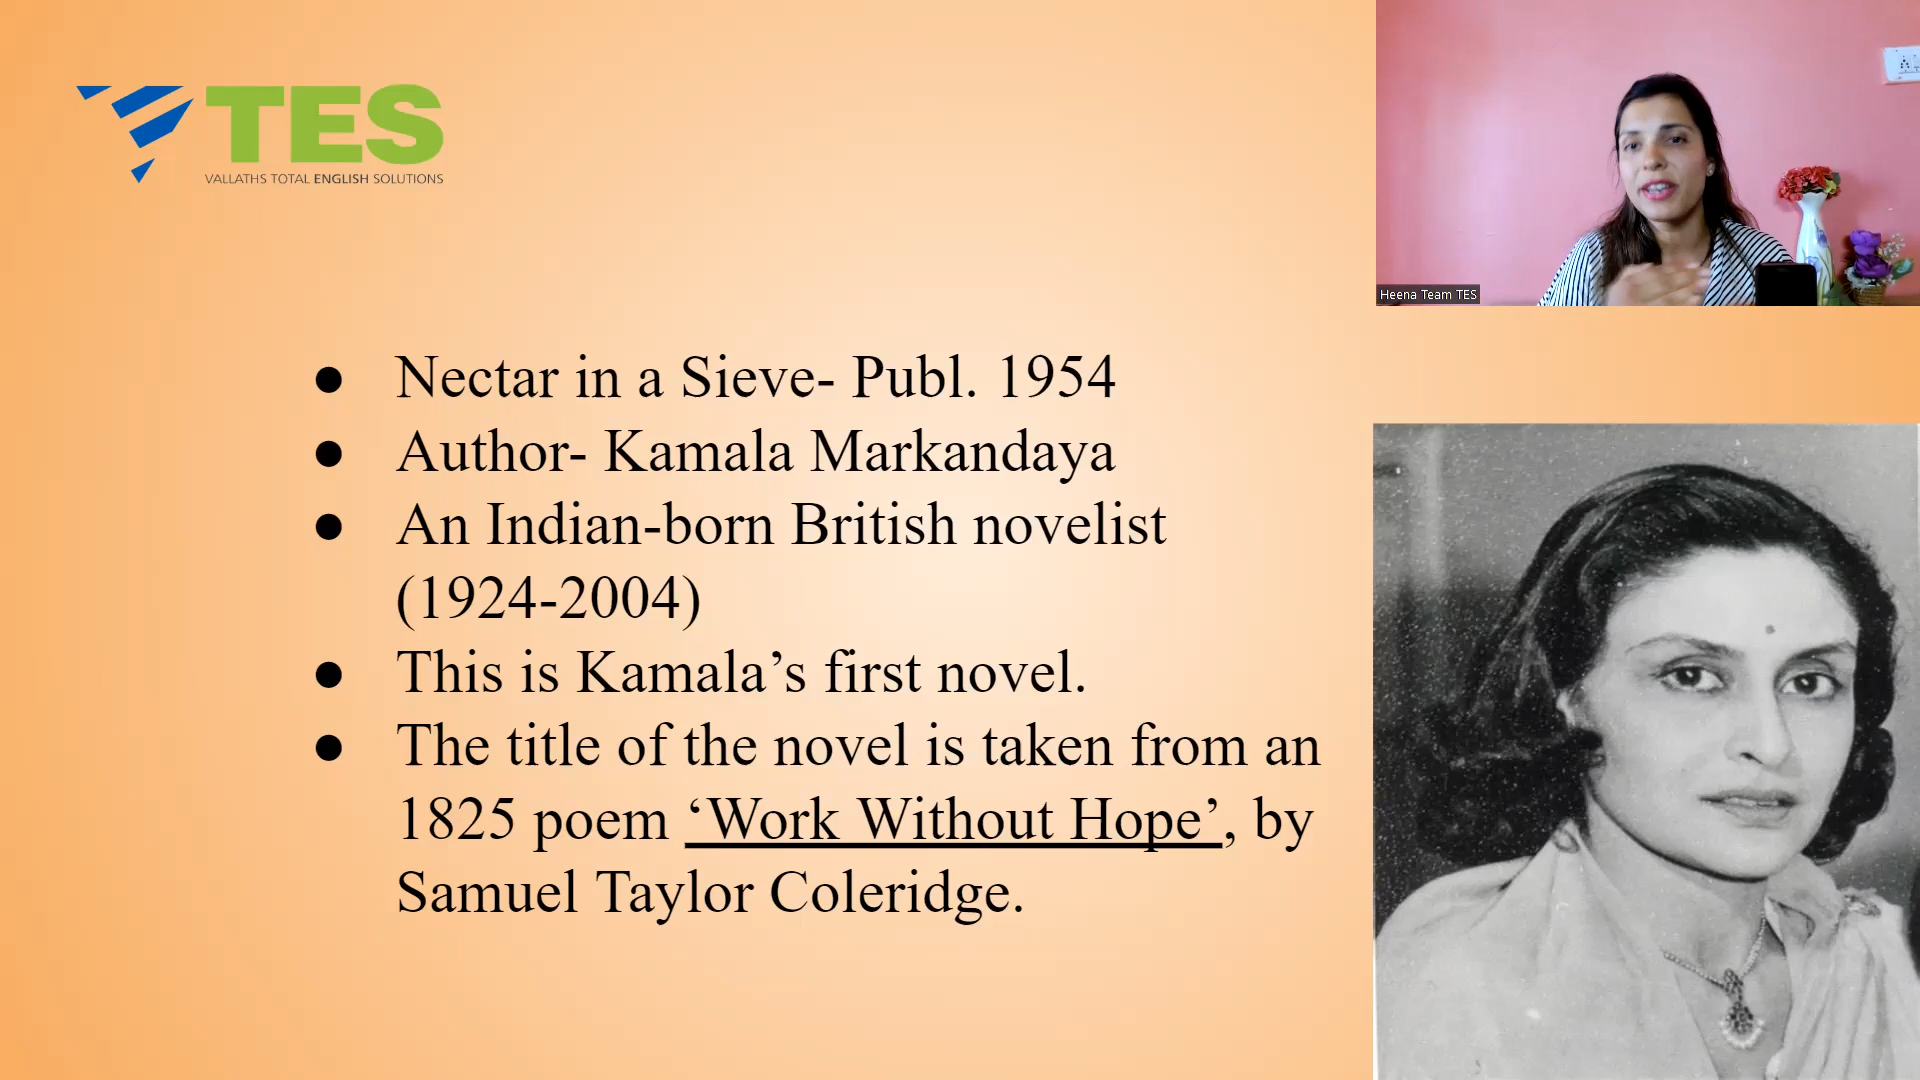 TES
VALLATHS TOTAL ENGLISH SOLUTIONS
Heena Team TES
● Nectar in a Sieve- Publ. 1954
● Author- Kamala Markandaya
● An Indian-born British novelist
(1924-2004)
● This is Kamala’s first novel.
● The title of the novel is taken from an
1825 poem ‘Work Without Hope’, by
Samuel Taylor Coleridge.